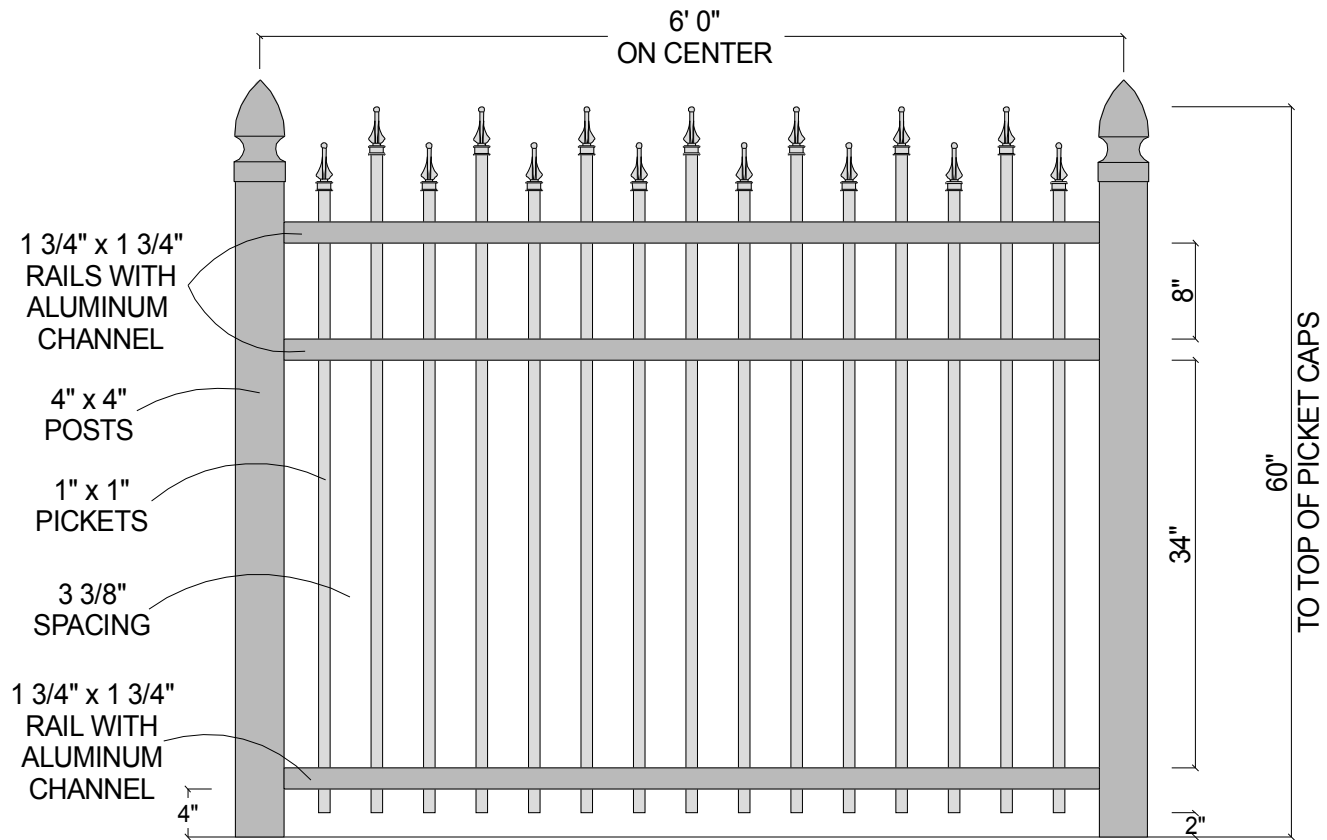 6' 0"
ON CENTER
1 3/4" x 1 3/4"
RAILS WITH
ALUMINUM
CHANNEL
4" x 4"
POSTS
1" x 1"
PICKETS
3 3/8"
SPACING
1 3/4" x 1 3/4"
RAIL WITH
ALUMINUM
CHANNEL
4"
8"
34"
2"
60"
TO TOP OF PICKET CAPS